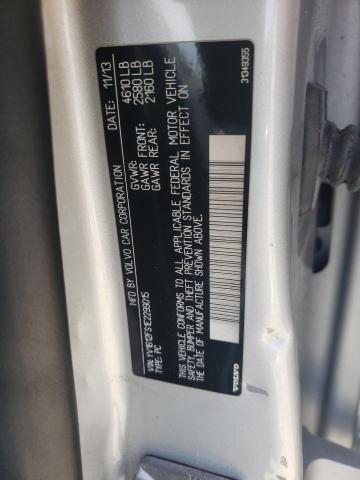 MFD BY VOLVO CAR CORPORATION DATE: 11/13
GVWR: 4610 LB
GAWR FRONT: 2580 LB
GAWR REAR: 2160 LB
VIN: YV1612FS1E2289015
TYPE: PC
THIS VEHICLE CONFORMS TO ALL APPLICABLE FEDERAL MOTOR VEHICLE
SAFETY, BUMPER AND THEFT PREVENTION STANDARDS IN EFFECT ON
THE DATE OF MANUFACTURE SHOWN ABOVE.
VOLVO 31349355